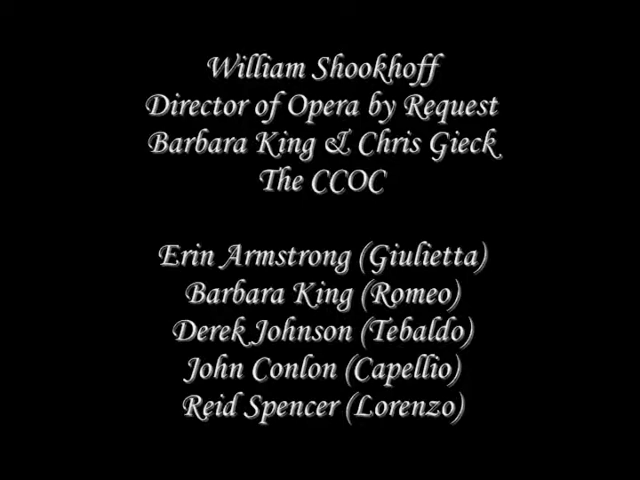 William Shookhoff
Director of Opera by Request
Barbara King & Chris Gieck
The CCOC
Erin Armstrong (Giulietta)
Barbara King (Romeo)
Derek Johnson (Tebaldo)
John Conlon (Capellio)
Reid Spencer (Lorenzo)